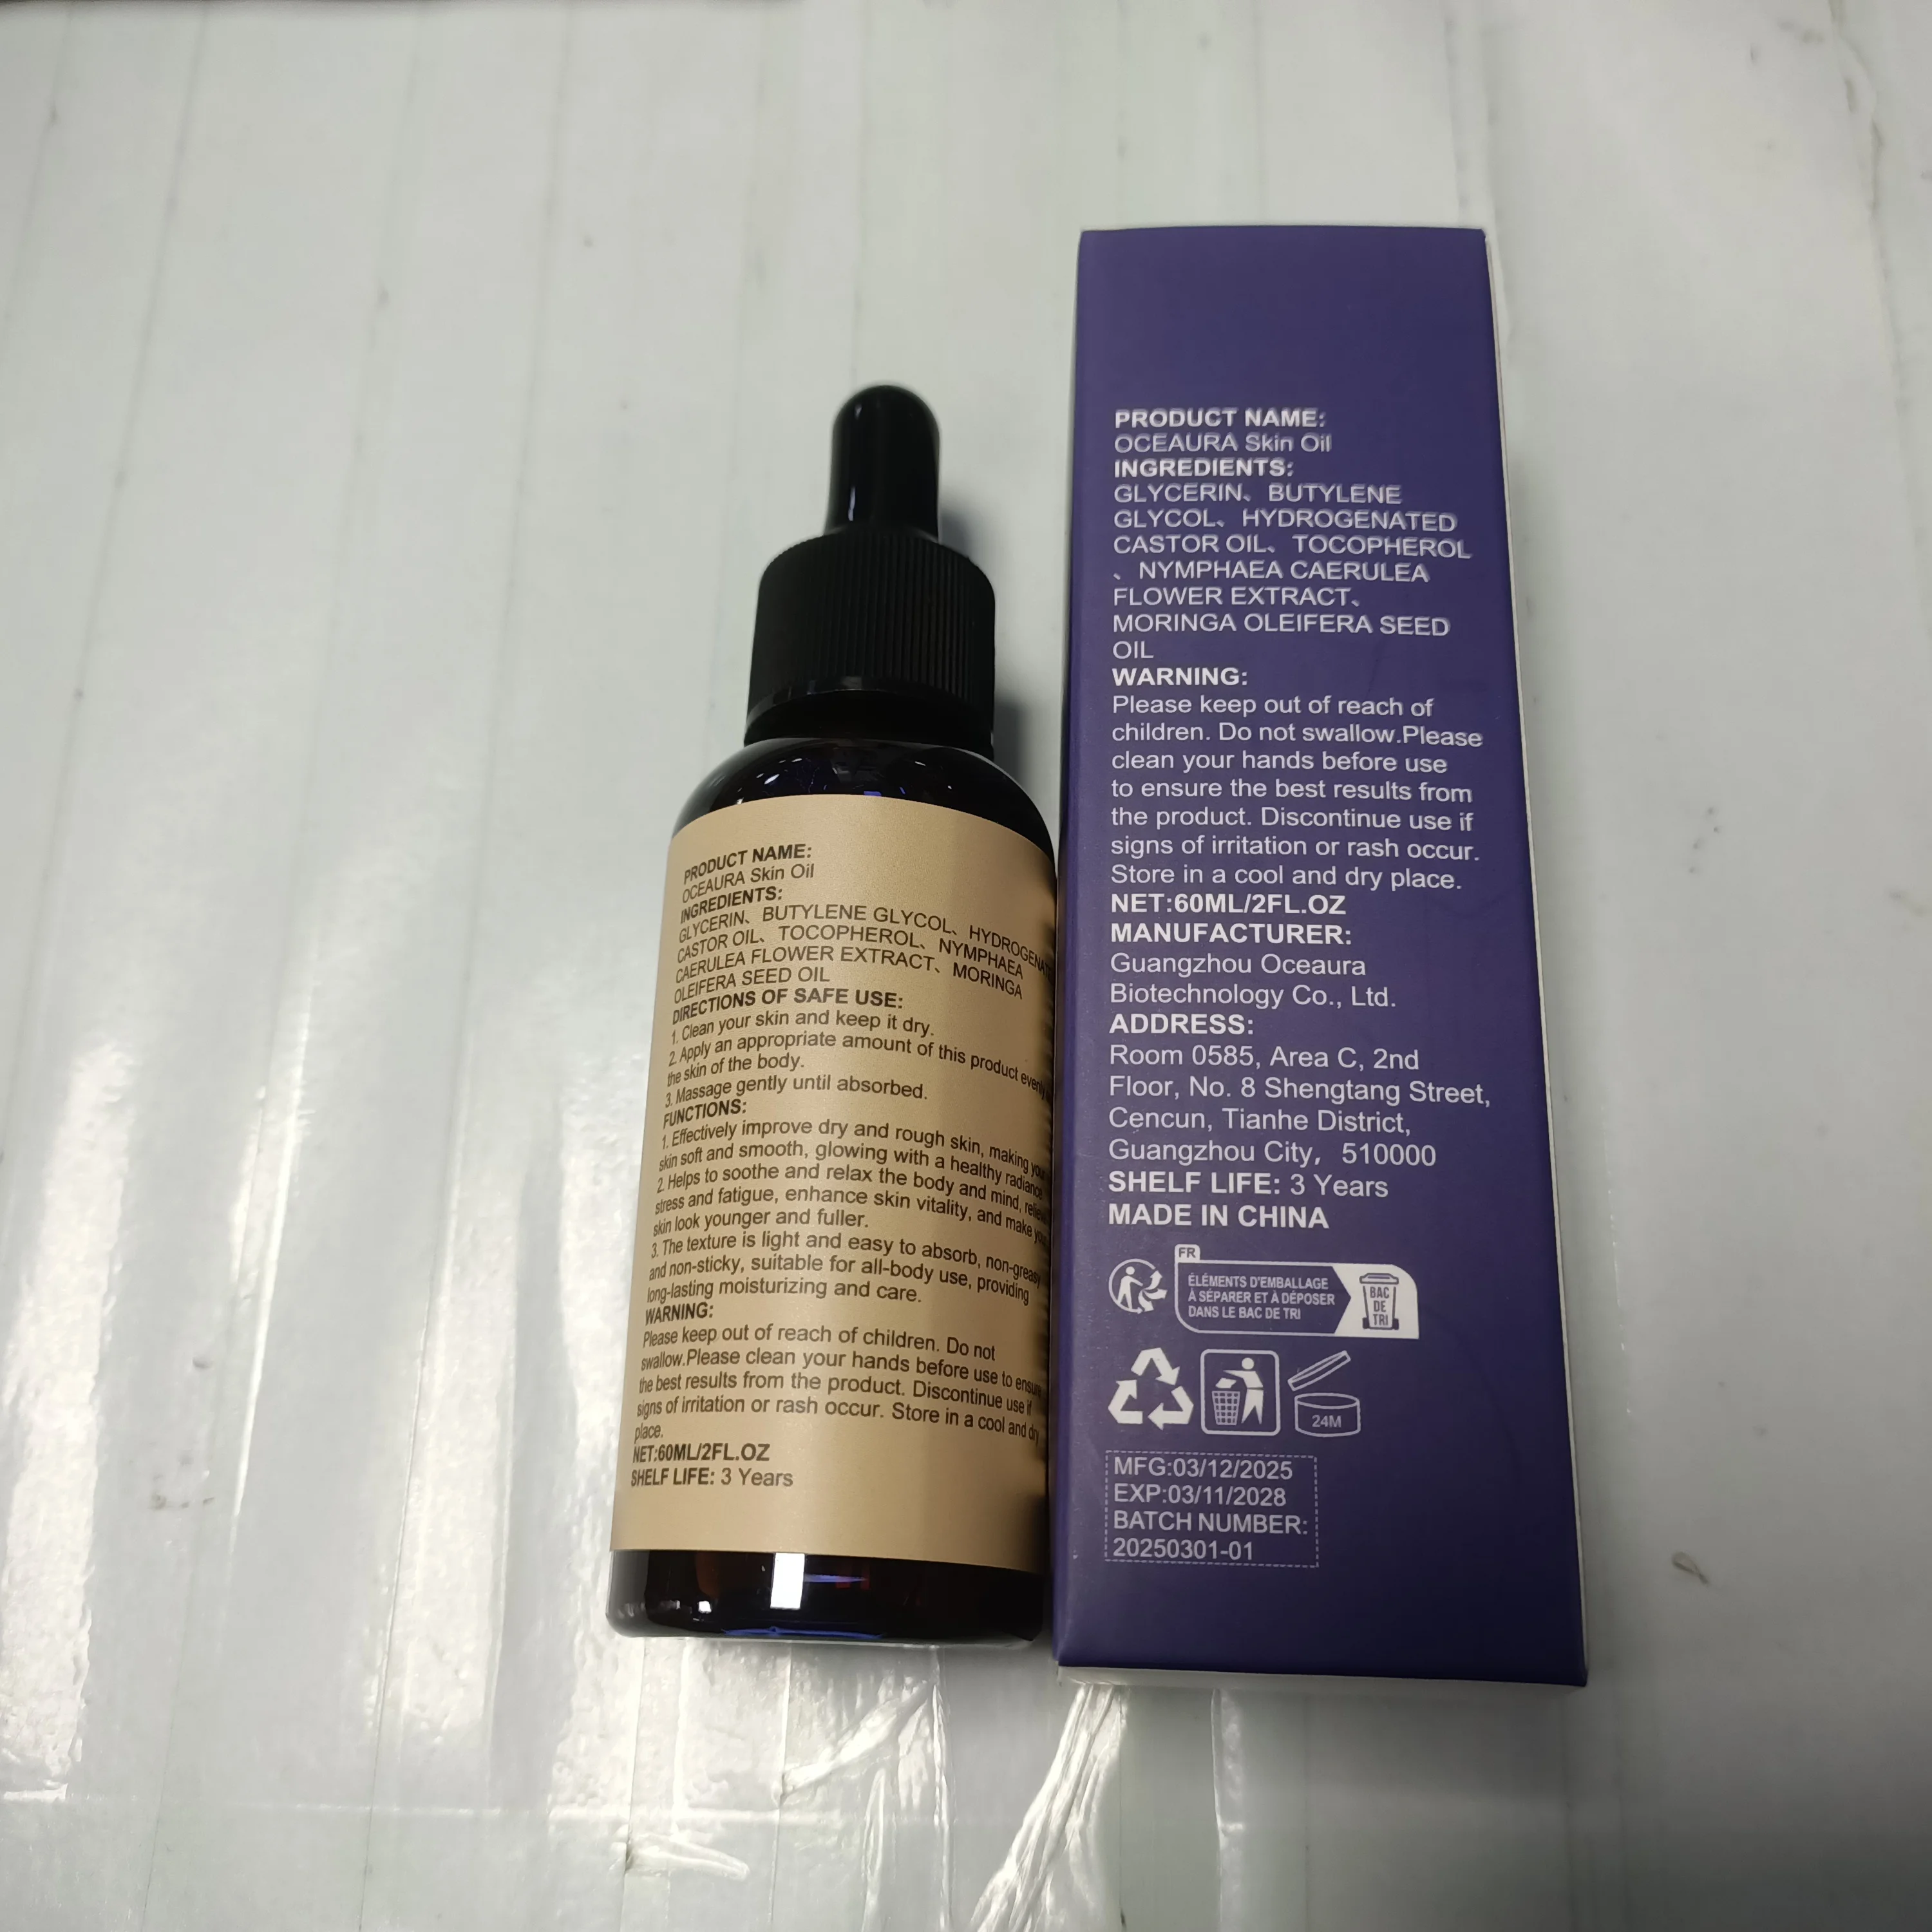 PRODUCT NAME:
OCEAURA Skin Oil
INGREDIENTS:
GLYCERIN、BUTYLENE GLYCOL、HYDROGENAT
CASTOR OIL、TOCOPHEROL、NYMPHAEA
CAERULEA FLOWER EXTRACT、MORINGA
OLEIFERA SEED OIL
DIRECTIONS OF SAFE USE:
1. Clean your skin and keep it dry.
2. Apply an appropriate amount of this product evenly
the skin of the body.
3. Massage gently until absorbed.
FUNCTIONS:
1. Effectively improve dry and rough skin, making your
skin soft and smooth, glowing with a healthy radiance
2. Helps to soothe and relax the body and mind,
stress and fatigue, enhance skin vitality, and make
skin look younger and fuller.
3. The texture is light and easy to absorb, non-greasy
and non-sticky, suitable for all-body use, providing
long-lasting moisturizing and care.
WARNING:
Please keep out of reach of children. Do not
swallow.Please clean your hands before use to ensure
the best results from the product. Discontinue use if
signs of irritation or rash occur. Store in a cool and dry
place.
NET:60ML/2FL.OZ
SHELF LIFE: 3 Years
PRODUCT NAME:
OCEAURA Skin Oil
INGREDIENTS:
GLYCERIN、BUTYLENE
GLYCOL、HYDROGENATED
CASTOR OIL、TOCOPHEROL
、NYMPHAEA CAERULEA
FLOWER EXTRACT、
MORINGA OLEIFERA SEED
OIL
WARNING:
Please keep out of reach of
children. Do not swallow.Please
clean your hands before use
to ensure the best results from
the product. Discontinue use if
signs of irritation or rash occur.
Store in a cool and dry place.
NET:60ML/2FL.OZ
MANUFACTURER:
Guangzhou Oceaura
Biotechnology Co., Ltd.
ADDRESS:
Room 0585, Area C, 2nd
Floor, No. 8 Shengtang Street,
Cencun, Tianhe District,
Guangzhou City, 510000
SHELF LIFE: 3 Years
MADE IN CHINA
FR
ÉLÉMENTS D'EMBALLAGE
À SÉPARER ET À DÉPOSER
DANS LE BAC DE TRI
BAC
DE
TRI
24M
MFG:03/12/2025
EXP:03/11/2028
BATCH NUMBER:
20250301-01